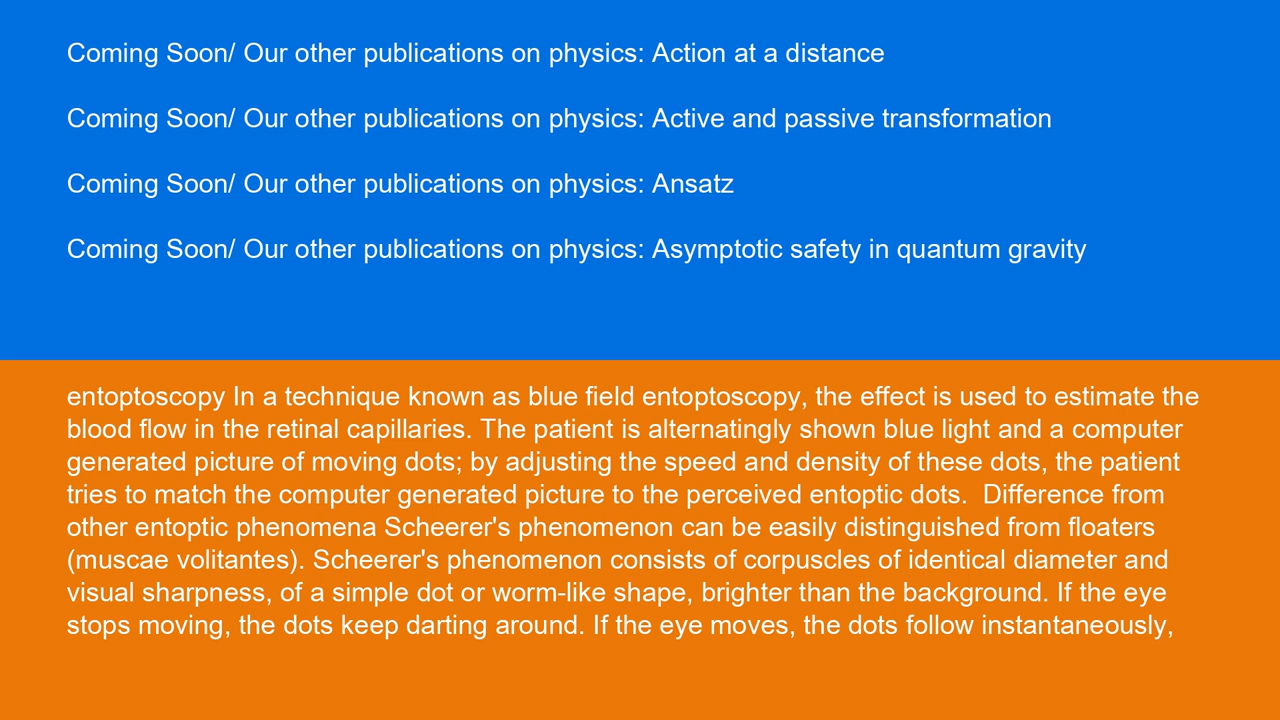 Coming Soon/ Our other publications on physics: Action at a distance
Coming Soon/ Our other publications on physics: Active and passive transformation
Coming Soon/ Our other publications on physics: Ansatz
Coming Soon/ Our other publications on physics: Asymptotic safety in quantum gravity
entoptoscopy In a technique known as blue field entoptoscopy, the effect is used to estimate the
blood flow in the retinal capillaries. The patient is alternatingly shown blue light and a computer
generated picture of moving dots; by adjusting the speed and density of these dots, the patient
tries to match the computer generated picture to the perceived entoptic dots.  Difference from
other entoptic phenomena Scheerer's phenomenon can be easily distinguished from floaters
(muscae volitantes). Scheerer's phenomenon consists of corpuscles of identical diameter and
visual sharpness, of a simple dot or worm-like shape, brighter than the background. If the eye
stops moving, the dots keep darting around. If the eye moves, the dots follow instantaneously,